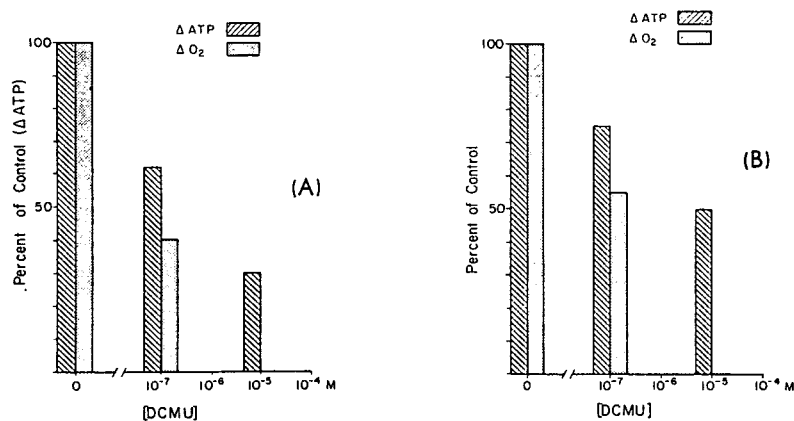 Δ ATP
Δ O2
100
50
.Percent of Control (Δ ATP)
(A)
0
10-7
10-6
10-5
10-4 M
[DCMU]
Δ ATP
Δ O2
100
50
Percent of Control
(B)
0
10-7
10-6
10-5
10-4 M
[DCMU]